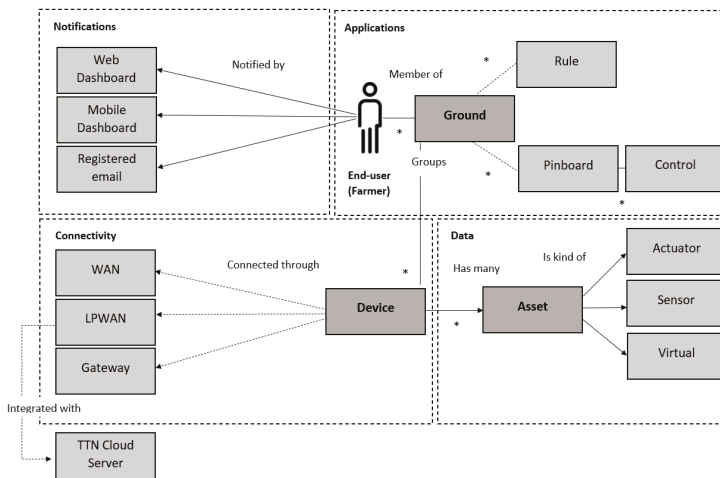 Notifications
Web
Dashboard
Mobile
Dashboard
Registered
email
Notified by
Applications
Member of
*
Rule
*
Ground
End-user
(Farmer)
Groups
*
Pinboard
Control
*
Connectivity
WAN
LPWAN
Gateway
Connected through
*
Device
Integrated with
TTN Cloud
Server
Data
Has many
Is kind of
*
Asset
Actuator
Sensor
Virtual